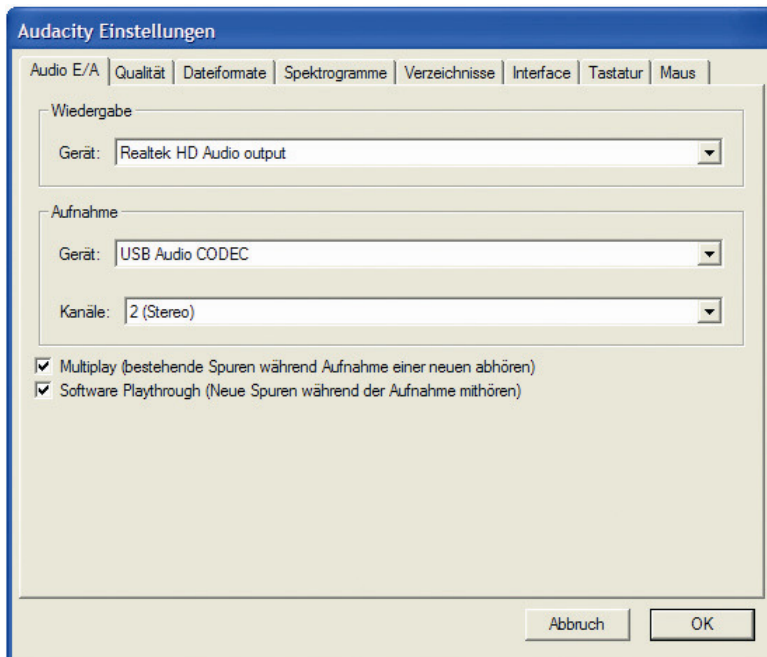 Audacity Einstellungen
Audio E/A Qualität Dateiformate Spektrogramme Verzeichnisse Interface Tastatur Maus
Wiedergabe
Gerät: Realtek HD Audio output
Aufnahme
Gerät: USB Audio CODEC
Kanäle: 2 (Stereo)
Multiplay (bestehende Spuren während Aufnahme einer neuen abhören)
Software Playthrough (Neue Spuren während der Aufnahme mithören)
Abbruch OK